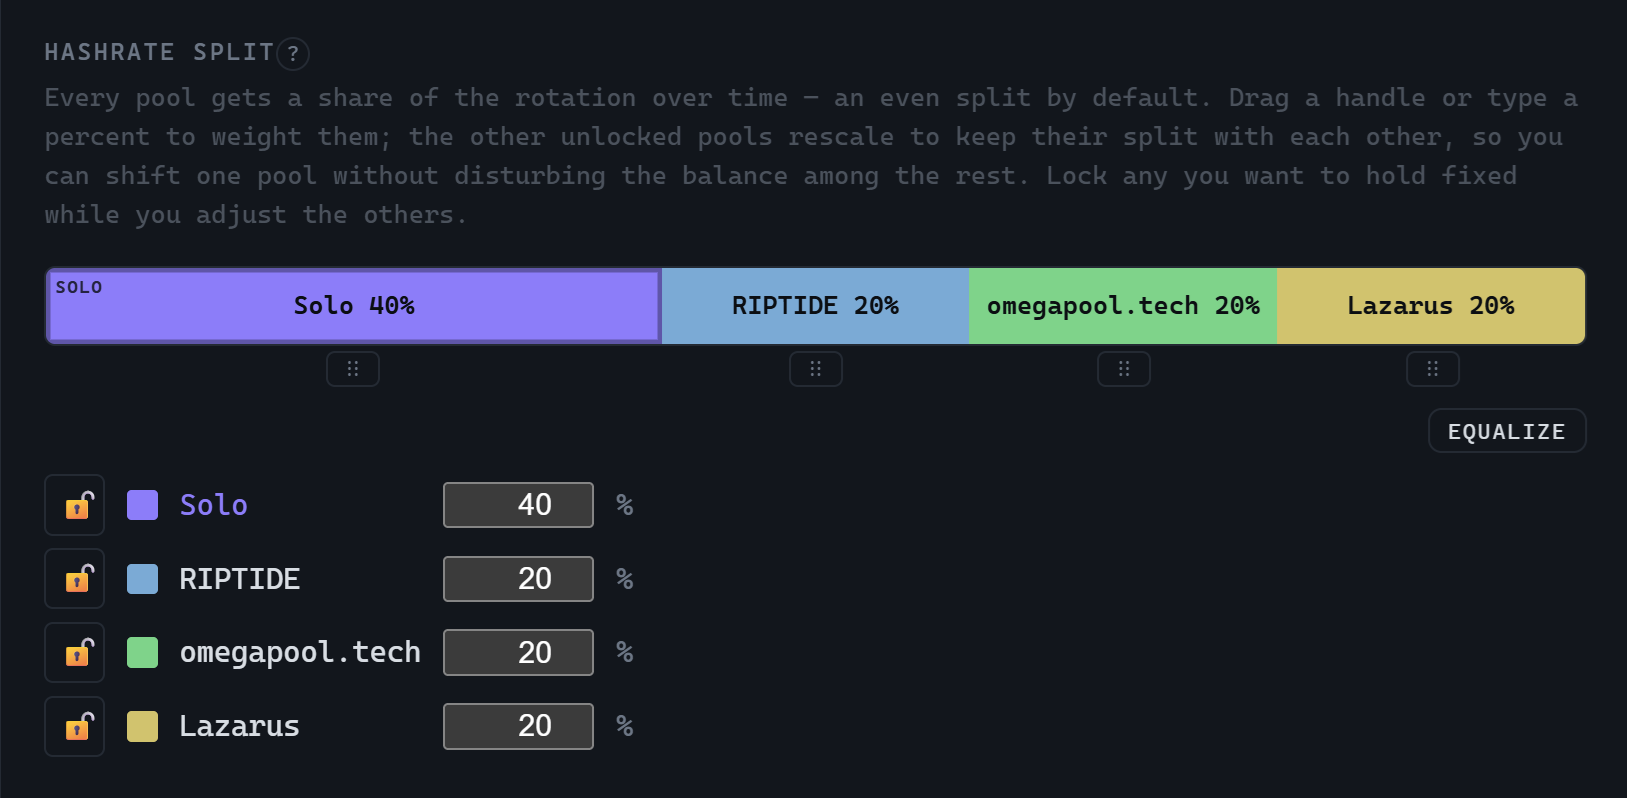 HASHRATE SPLIT ?
Every pool gets a share of the rotation over time — an even split by default. Drag a handle or type a
percent to weight them; the other unlocked pools rescale to keep their split with each other, so you
can shift one pool without disturbing the balance among the rest. Lock any you want to hold fixed
while you adjust the others.
SOLO
Solo 40% RIPTIDE 20% omegapool.tech 20% Lazarus 20%
EQUALIZE
Solo 40 %
RIPTIDE 20 %
omegapool.tech 20 %
Lazarus 20 %